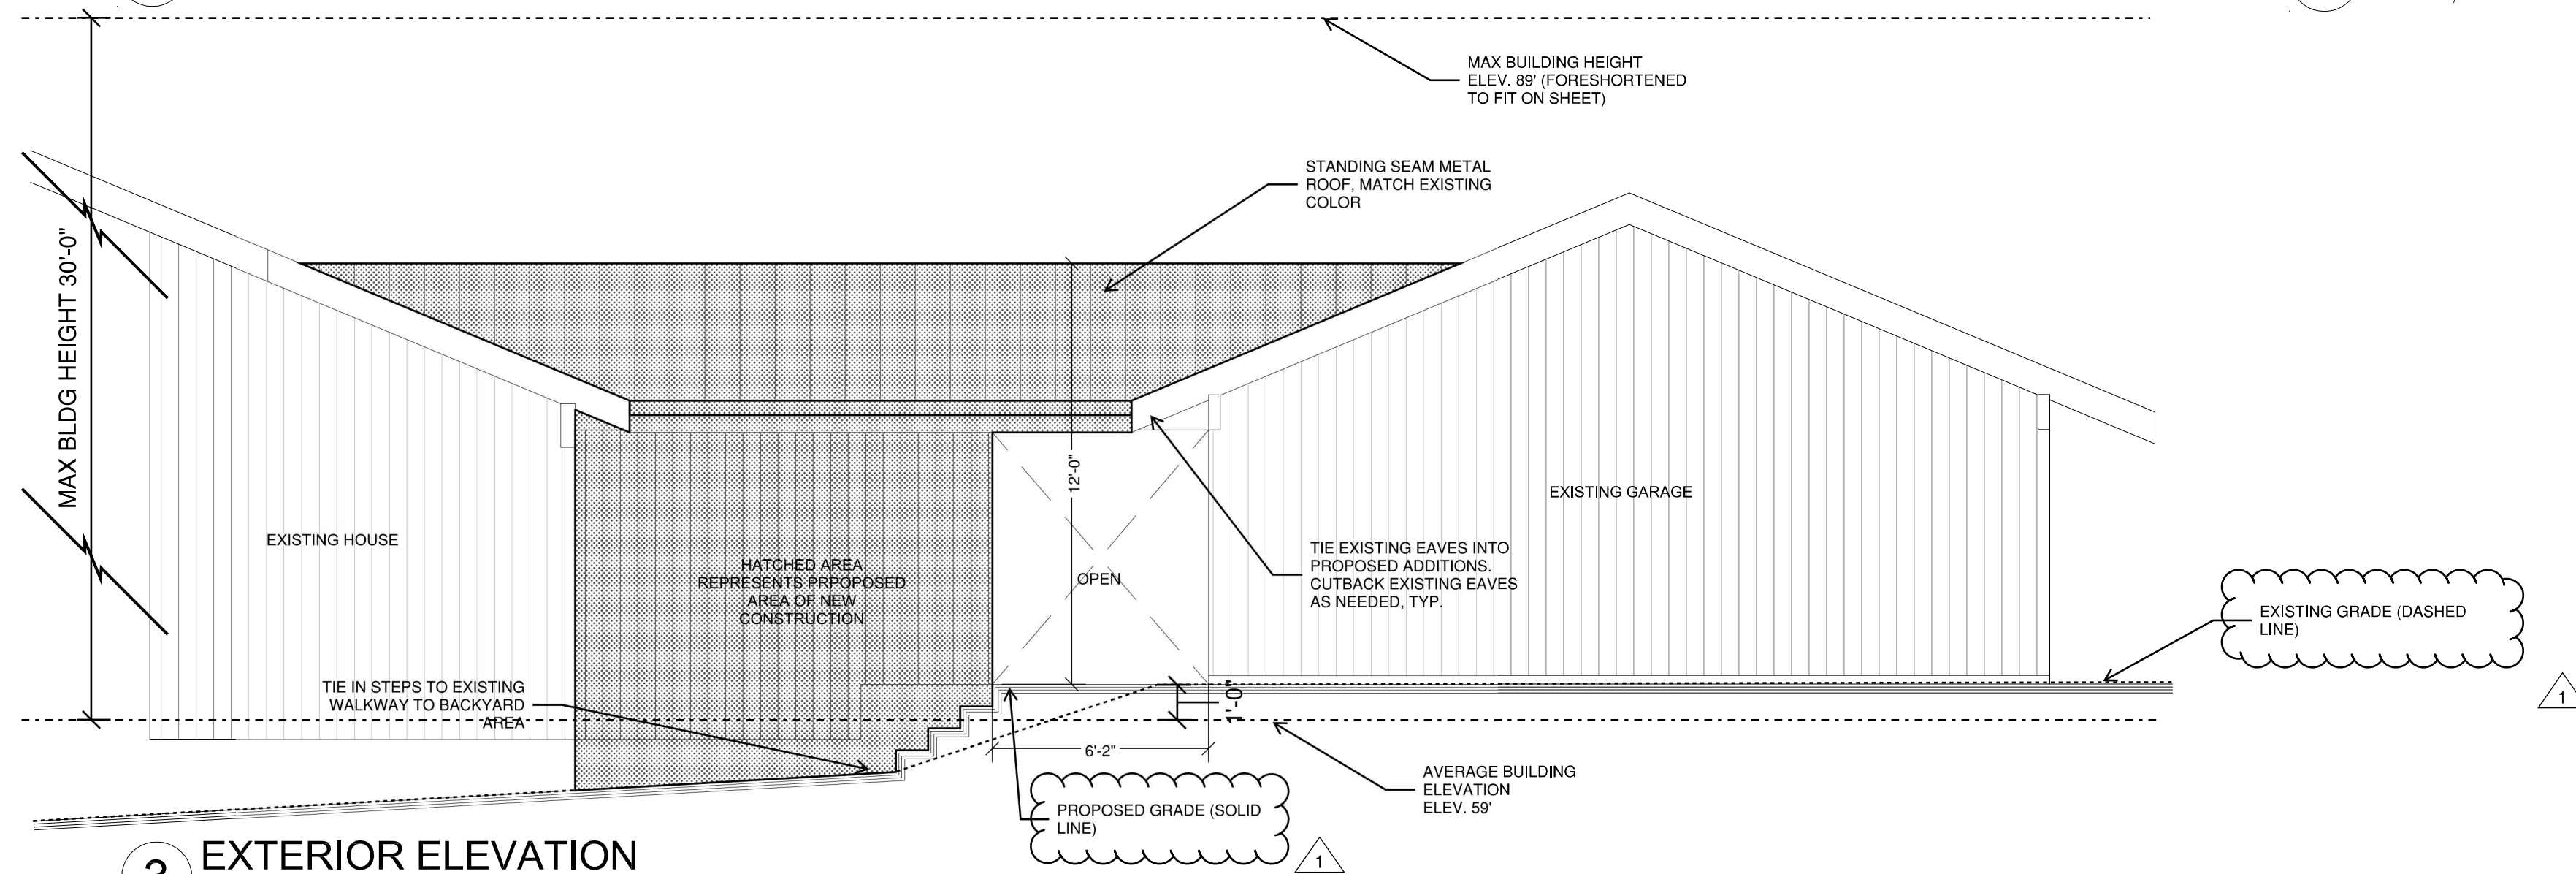 MAX BUILDING HEIGHT
ELEV. 89' (FORESHORTENED
TO FIT ON SHEET)
STANDING SEAM METAL
ROOF, MATCH EXISTING
COLOR
MAX BLDG HEIGHT 30'-0"
12'-0"
EXISTING HOUSE
EXISTING GARAGE
HATCHED AREA
REPRESENTS PRPOPOSED
AREA OF NEW
CONSTRUCTION
OPEN
TIE EXISTING EAVES INTO
PROPOSED ADDITIONS.
CUTBACK EXISTING EAVES
AS NEEDED, TYP.
EXISTING GRADE (DASHED
LINE)
1
TIE IN STEPS TO EXISTING
WALKWAY TO BACKYARD
AREA
1'-0"
6'-2"
AVERAGE BUILDING
ELEVATION
ELEV. 59'
PROPOSED GRADE (SOLID
LINE)
1
EXTERIOR ELEVATION